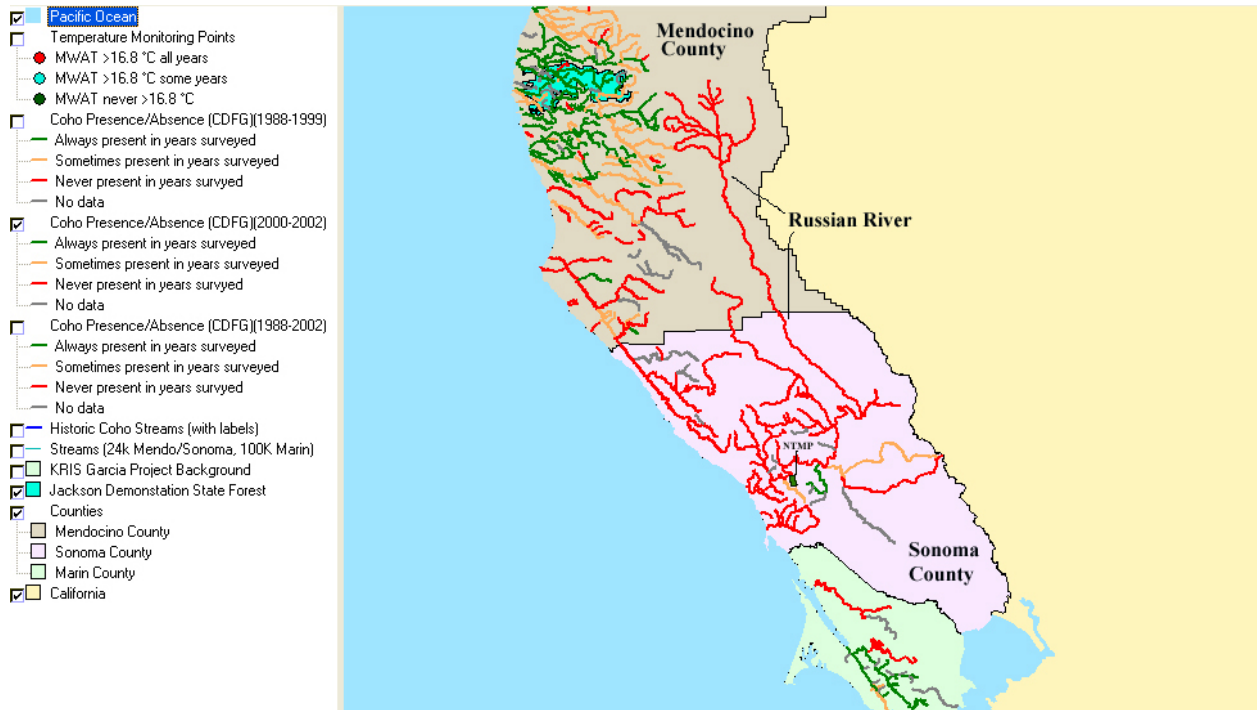 Pacific Ocean
Temperature Monitoring Points
MWAT >16.8 °C all years
MWAT >16.8 °C some years
MWAT never >16.8 °C
Coho Presence/Absence (CDFG)(1988-1999)
Always present in years surveyed
Sometimes present in years surveyed
Never present in years survyed
No data
Coho Presence/Absence (CDFG)(2000-2002)
Always present in years surveyed
Sometimes present in years surveyed
Never present in years survyed
No data
Coho Presence/Absence (CDFG)(1988-2002)
Always present in years surveyed
Sometimes present in years surveyed
Never present in years survyed
No data
Historic Coho Streams (with labels)
Streams (24k Mendo/Sonoma, 100K Marin)
KRIS Garcia Project Background
Jackson Demonstation State Forest
Counties
Mendocino County
Sonoma County
Marin County
California
Mendocino
County
Russian River
NTMP
Sonoma
County